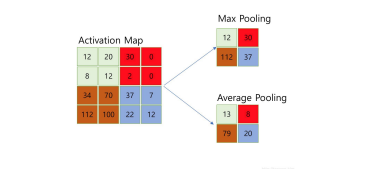 Max Pooling
12 30
112 37
Activation Map
12 20 30 0
8 12 2 0
34 70 37 7
112 100 22 12
Average Pooling
13 8
79 20